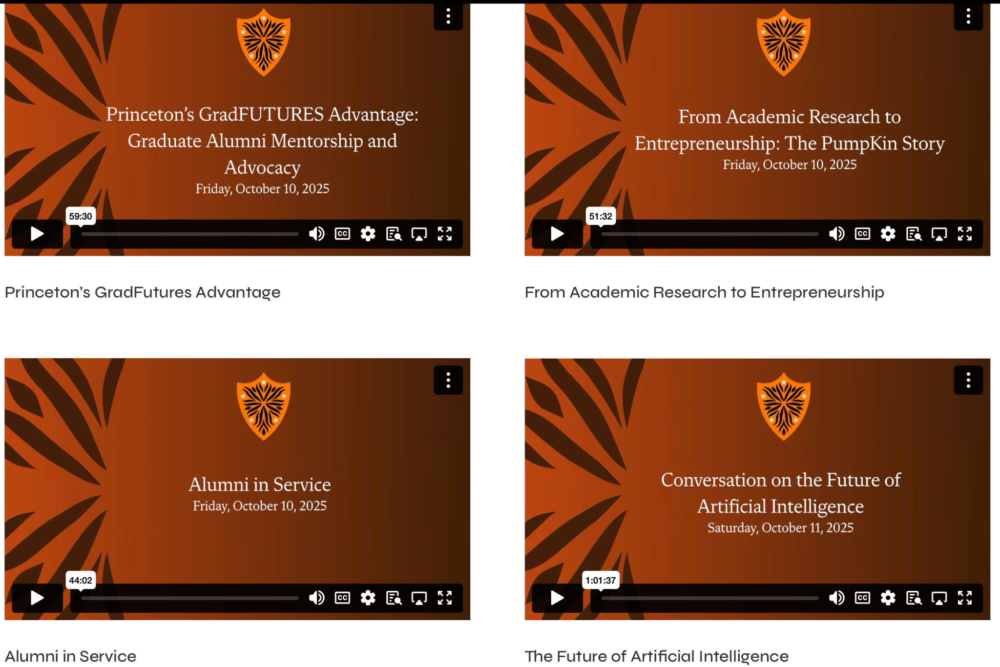 Princeton’s GradFUTURES Advantage:
Graduate Alumni Mentorship and
Advocacy
Friday, October 10, 2025
59:30
CC
Princeton’s GradFutures Advantage
From Academic Research to
Entrepreneurship: The PumpKin Story
Friday, October 10, 2025
51:32
CC
From Academic Research to Entrepreneurship
Alumni in Service
Friday, October 10, 2025
44:02
CC
Alumni in Service
Conversation on the Future of
Artificial Intelligence
Saturday, October 11, 2025
1:01:37
CC
The Future of Artificial Intelligence